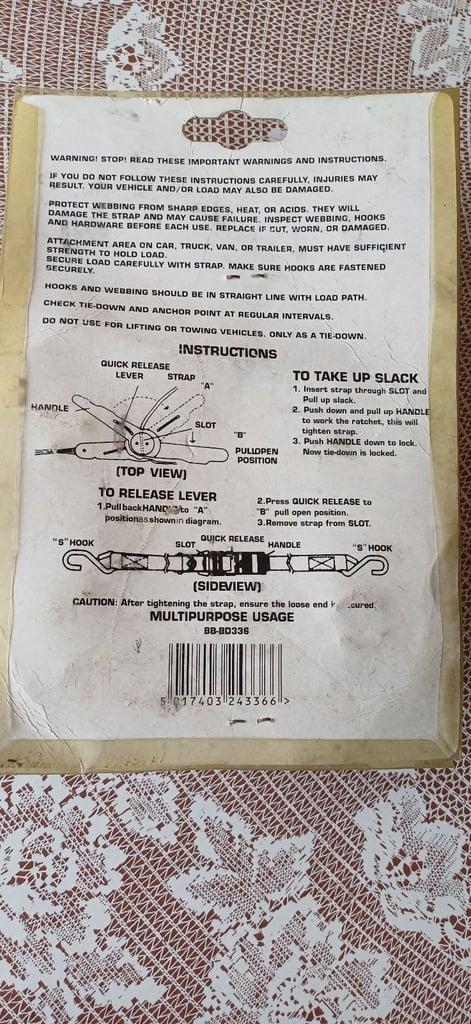 WARNING! STOP! READ THESE IMPORTANT WARNINGS AND INSTRUCTIONS.
IF YOU DO NOT FOLLOW THESE INSTRUCTIONS CAREFULLY, INJURIES MAY
RESULT. YOUR VEHICLE AND/OR LOAD MAY ALSO BE DAMAGED.
PROTECT WEBBING FROM SHARP EDGES, HEAT, OR ACIDS. THEY WILL
DAMAGE THE STRAP AND MAY CAUSE FAILURE. INSPECT WEBBING, HOOKS
AND HARDWARE BEFORE EACH USE. REPLACE IF CUT, WORN, OR DAMAGED.
ATTACHMENT AREA ON CAR, TRUCK, VAN, OR TRAILER, MUST HAVE SUFFICIENT
STRENGTH TO HOLD LOAD.
SECURE LOAD CAREFULLY WITH STRAP. MAKE SURE HOOKS ARE FASTENED
SECURELY.
HOOKS AND WEBBING SHOULD BE IN STRAIGHT LINE WITH LOAD PATH.
CHECK TIE-DOWN AND ANCHOR POINT AT REGULAR INTERVALS.
DO NOT USE FOR LIFTING OR TOWING VEHICLES. ONLY AS A TIE-DOWN.
INSTRUCTIONS
QUICK RELEASE
LEVER
STRAP
"A"
HANDLE
SLOT
"B"
PULLOPEN
POSITION
(TOP VIEW)
TO TAKE UP SLACK
1. Insert strap through SLOT and
Pull up slack.
2. Push down and pull up HANDLE
to work the ratchet, this will
tighten strap.
3. Push HANDLE down to lock.
Now tie-down is locked.
TO RELEASE LEVER
1.Pull back HANDLE to "A"
position as shown in diagram.
2.Press QUICK RELEASE to
"B" pull open position.
3.Remove strap from SLOT.
"S" HOOK
SLOT
QUICK RELEASE
HANDLE
"S" HOOK
(SIDEVIEW)
CAUTION: After tightening the strap, ensure the loose end
MULTIPURPOSE USAGE
BB-BD336
5 017403 243366 >